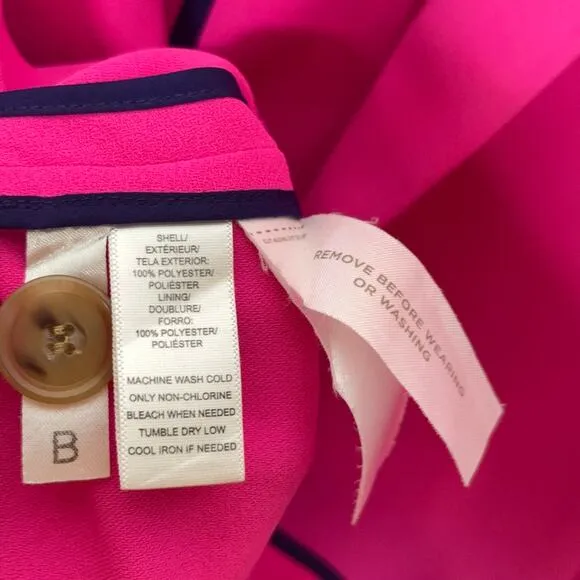 SHELL/
EXTÉRIEUR/
TELA EXTERIOR:
100% POLYESTER/
POLIÉSTER
LINING/
DOUBLURE/
FORRO:
100% POLYESTER/
POLIÉSTER
MACHINE WASH COLD
ONLY NON-CHLORINE
BLEACH WHEN NEEDED
TUMBLE DRY LOW
COOL IRON IF NEEDED
B
REMOVE BEFORE WEARING
OR WASHING